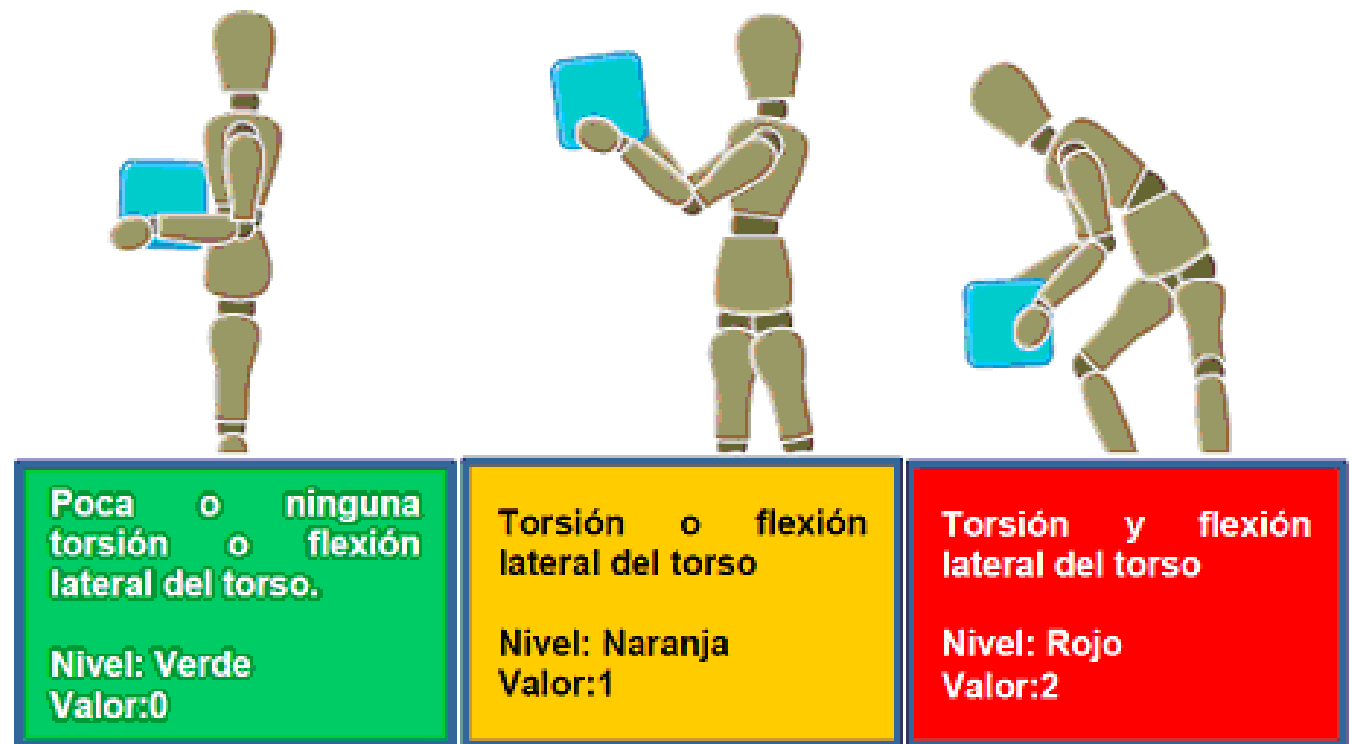 Poca o ninguna
torsión o flexión
lateral del torso.
Nivel: Verde
Valor:0
Torsión o flexión
lateral del torso
Nivel: Naranja
Valor:1
Torsión y flexión
lateral del torso
Nivel: Rojo
Valor:2